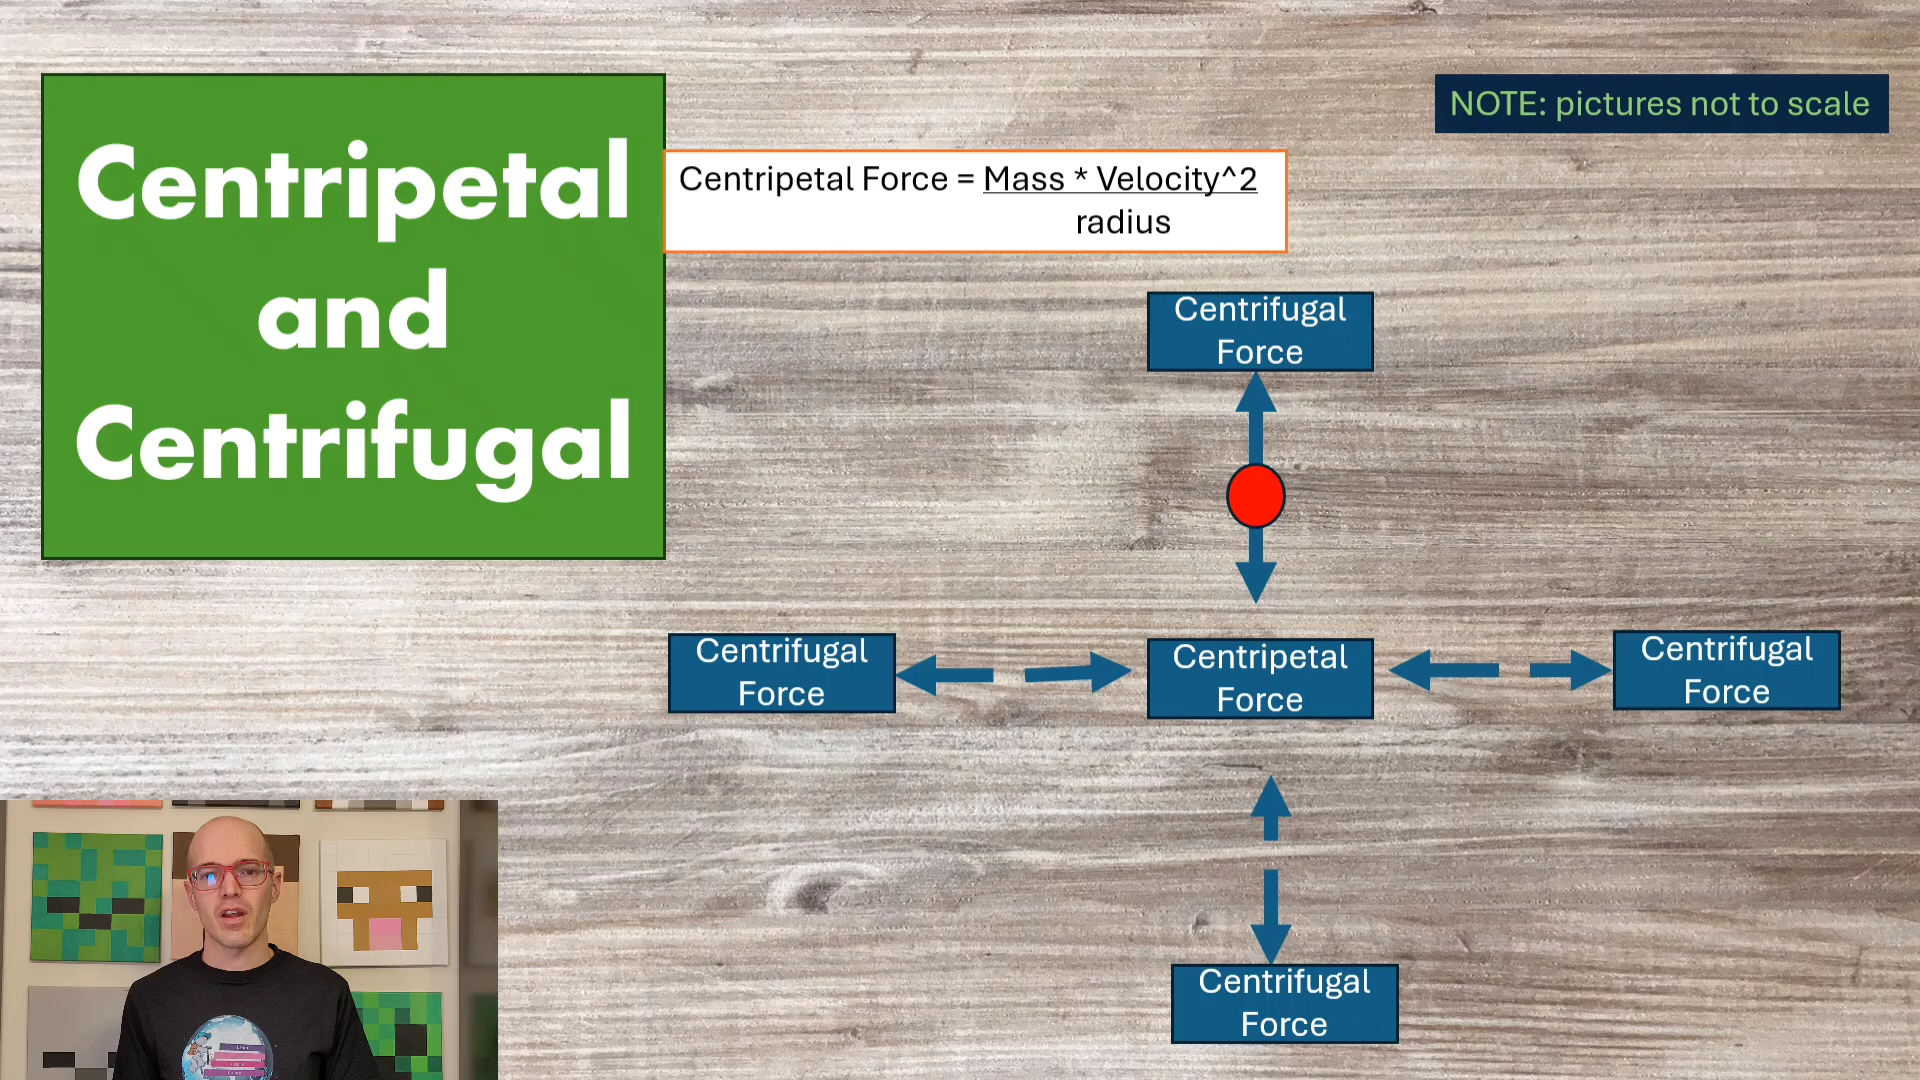 Centripetal
and
Centrifugal
NOTE: pictures not to scale
Centripetal Force = Mass * Velocity^2
radius
Centrifugal
Force
Centrifugal
Force
Centripetal
Force
Centrifugal
Force
Centrifugal
Force